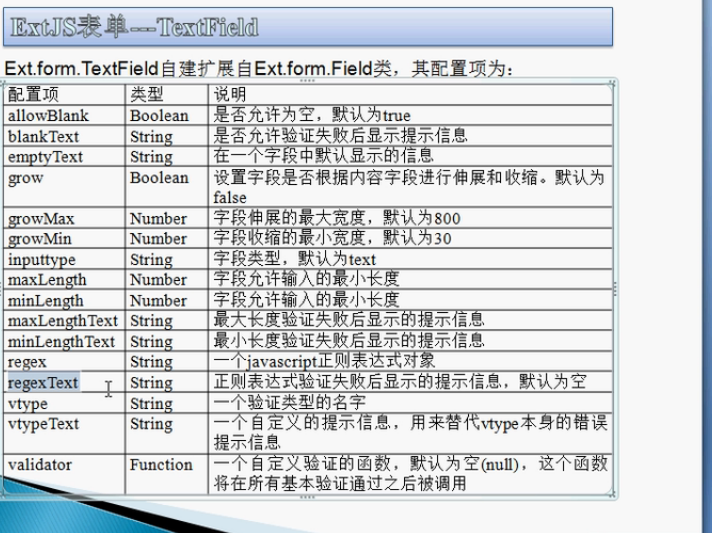 ExtJS表单---TextField
Ext.form.TextField自建扩展自Ext.form.Field类，其配置项为：
配置项 类型 说明
allowBlank Boolean 是否允许为空，默认为true
blankText String 是否允许验证失败后显示提示信息
emptyText String 在一个字段中默认显示的信息
grow Boolean 设置字段是否根据内容字段进行伸展和收缩。默认为
false
growMax Number 字段伸展的最大宽度，默认为800
growMin Number 字段收缩的最小宽度，默认为30
inputtype String 字段类型，默认为text
maxLength Number 字段允许输入的最小长度
minLength Number 字段允许输入的最小长度
maxLengthText String 最大长度验证失败后显示的提示信息
minLengthText String 最小长度验证失败后显示的提示信息
regex String 一个javascript正则表达式对象
regexText String 正则表达式验证失败后显示的提示信息，默认为空
vtype String 一个验证类型的名字
vtypeText String 一个自定义的提示信息，用来替代vtype本身的错误
提示信息
validator Function 一个自定义验证的函数，默认为空(null)，这个函数
将在所有基本验证通过之后被调用